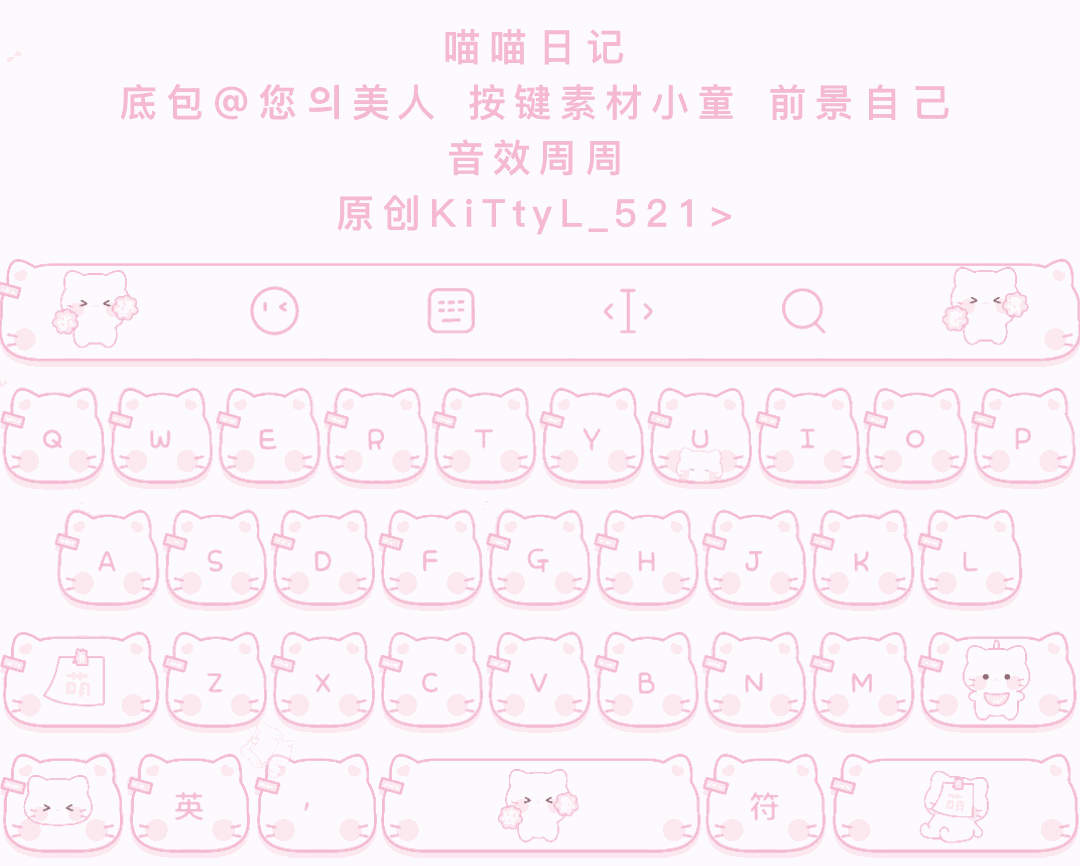 喵喵日记
底包@您의美人 按键素材小童 前景自己
音效周周
原创KiTtyL_521>
Q W E R T Y U I O P
A S D F G H J K L
萌 Z X C V B N M
英 , 符 萌